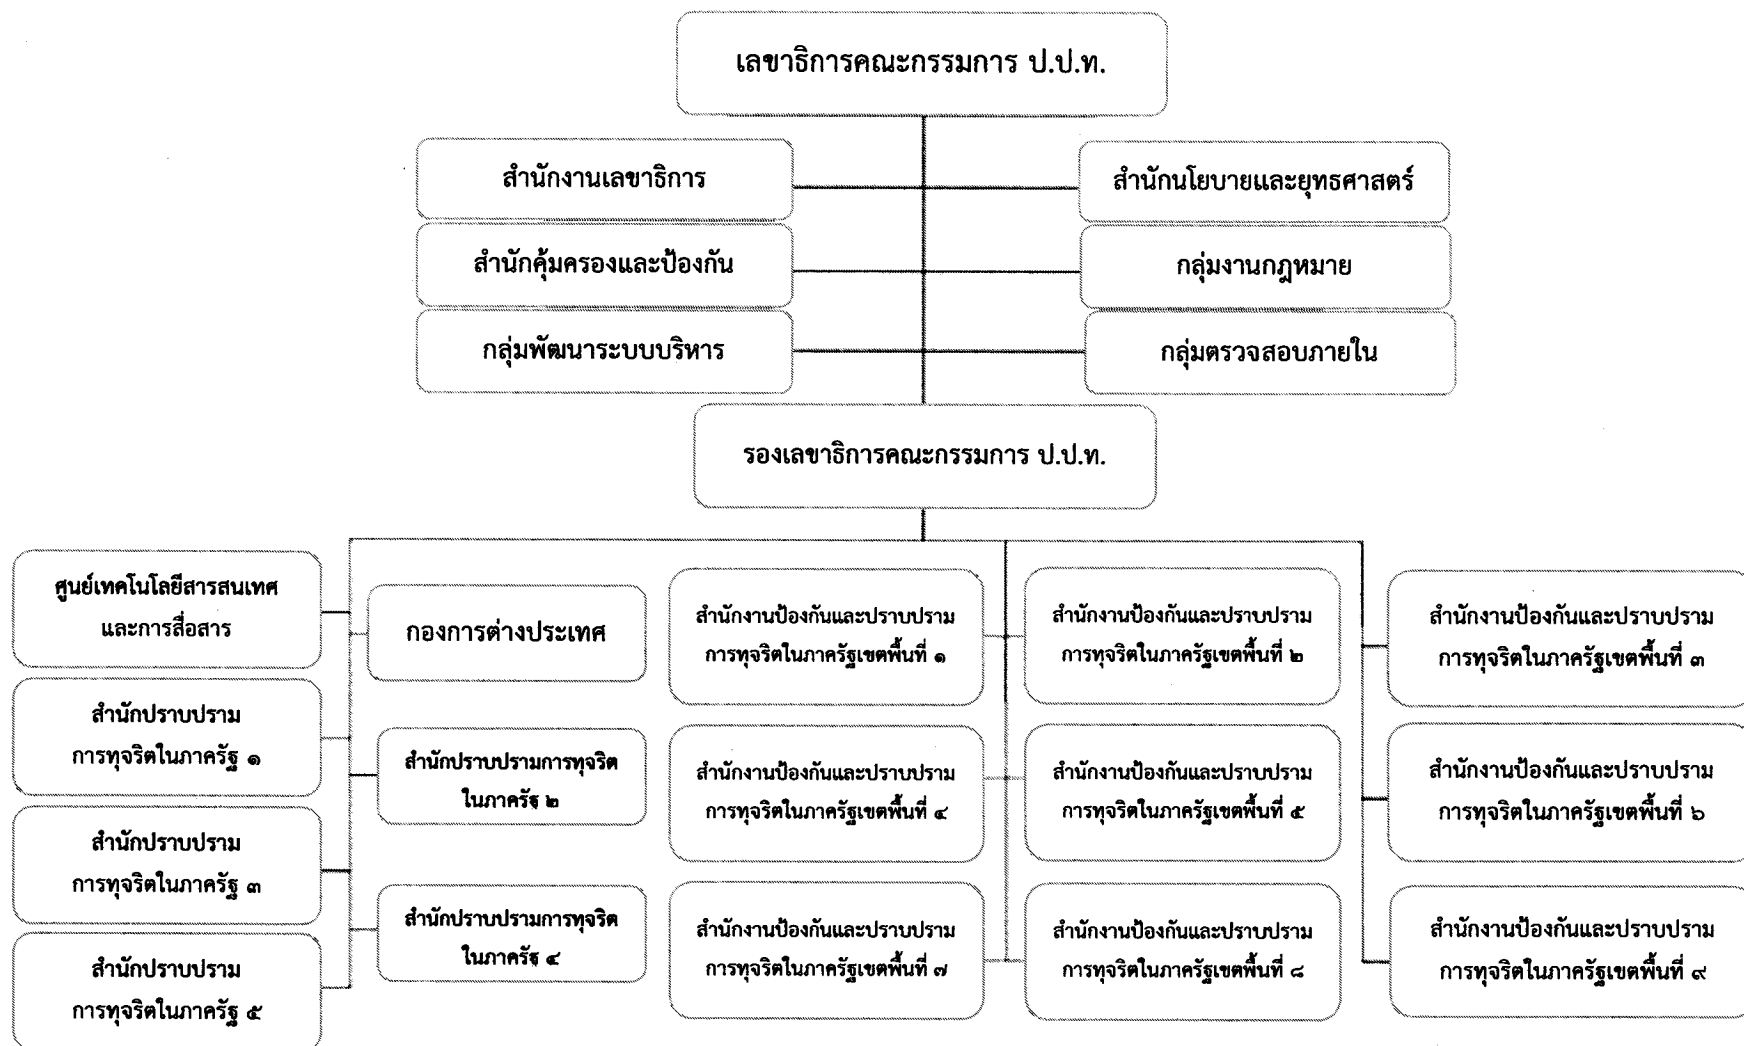 เลขาธิการคณะกรรมการ ป.ป.ท.
สำนักงานเลขาธิการ
สำนักนโยบายและยุทธศาสตร์
สำนักคุ้มครองและป้องกัน
กลุ่มงานกฎหมาย
กลุ่มพัฒนาระบบบริหาร
กลุ่มตรวจสอบภายใน
รองเลขาธิการคณะกรรมการ ป.ป.ท.
ศูนย์เทคโนโลยีสารสนเทศ
และการสื่อสาร
กองการต่างประเทศ
สำนักงานป้องกันและปราบปราม
การทุจริตในภาครัฐเขตพื้นที่ ๑
สำนักงานป้องกันและปราบปราม
การทุจริตในภาครัฐเขตพื้นที่ ๒
สำนักงานป้องกันและปราบปราม
การทุจริตในภาครัฐเขตพื้นที่ ๓
สำนักปราบปราม
การทุจริตในภาครัฐ ๑
สำนักปราบปรามการทุจริต
ในภาครัฐ ๒
สำนักงานป้องกันและปราบปราม
การทุจริตในภาครัฐเขตพื้นที่ ๔
สำนักงานป้องกันและปราบปราม
การทุจริตในภาครัฐเขตพื้นที่ ๕
สำนักงานป้องกันและปราบปราม
การทุจริตในภาครัฐเขตพื้นที่ ๖
สำนักปราบปราม
การทุจริตในภาครัฐ ๓
สำนักปราบปรามการทุจริต
ในภาครัฐ ๔
สำนักงานป้องกันและปราบปราม
การทุจริตในภาครัฐเขตพื้นที่ ๗
สำนักงานป้องกันและปราบปราม
การทุจริตในภาครัฐเขตพื้นที่ ๘
สำนักงานป้องกันและปราบปราม
การทุจริตในภาครัฐเขตพื้นที่ ๙
สำนักปราบปราม
การทุจริตในภาครัฐ ๕